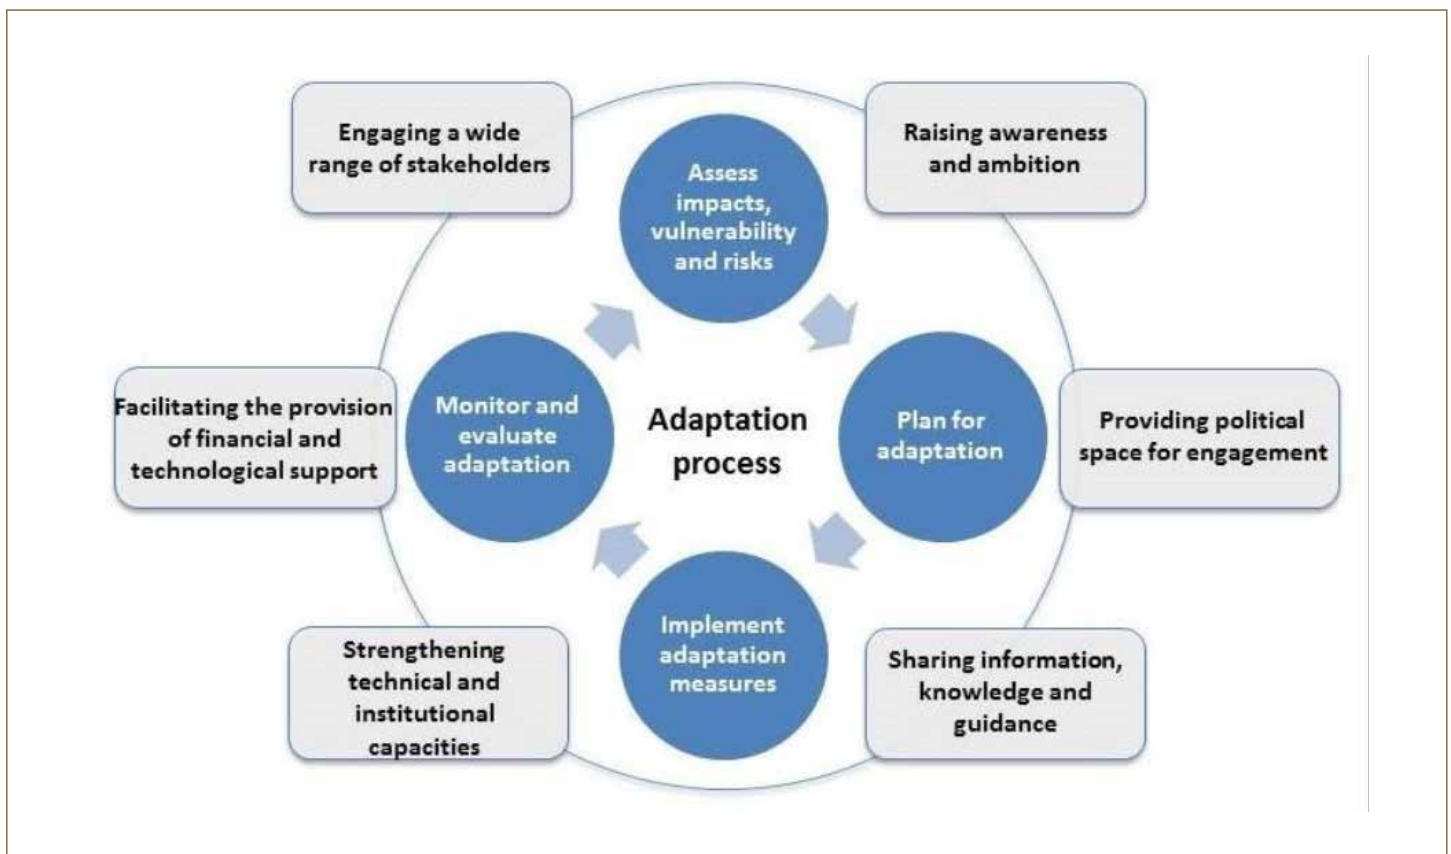 Engaging a wide
range of stakeholders
Raising awareness
and ambition
Assess
impacts,
vulnerability
and risks
Facilitating the provision
of financial and
technological support
Monitor and
evaluate
adaptation
Adaptation
process
Plan for
adaptation
Providing political
space for engagement
Strengthening
technical and
institutional
capacities
Implement
adaptation
measures
Sharing information,
knowledge and
guidance